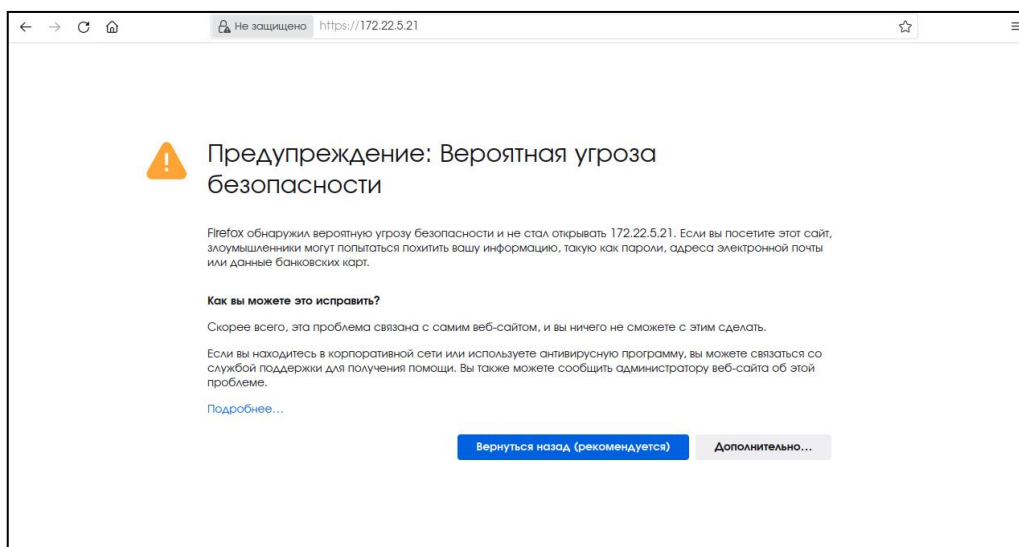 Не защищено https://172.22.5.21
Предупреждение: Вероятная угроза
безопасности
Firefox обнаружил вероятную угрозу безопасности и не стал открывать 172.22.5.21. Если вы посетите этот сайт,
злоумышленники могут попытаться похитить вашу информацию, такую как пароли, адреса электронной почты
или данные банковских карт.
Как вы можете это исправить?
Скорее всего, эта проблема связана с самим веб-сайтом, и вы ничего не сможете с этим сделать.
Если вы находитесь в корпоративной сети или используете антивирусную программу, вы можете связаться со
службой поддержки для получения помощи. Вы также можете сообщить администратору веб-сайта об этой
проблеме.
Подробнее…
Вернуться назад (рекомендуется) Дополнительно…